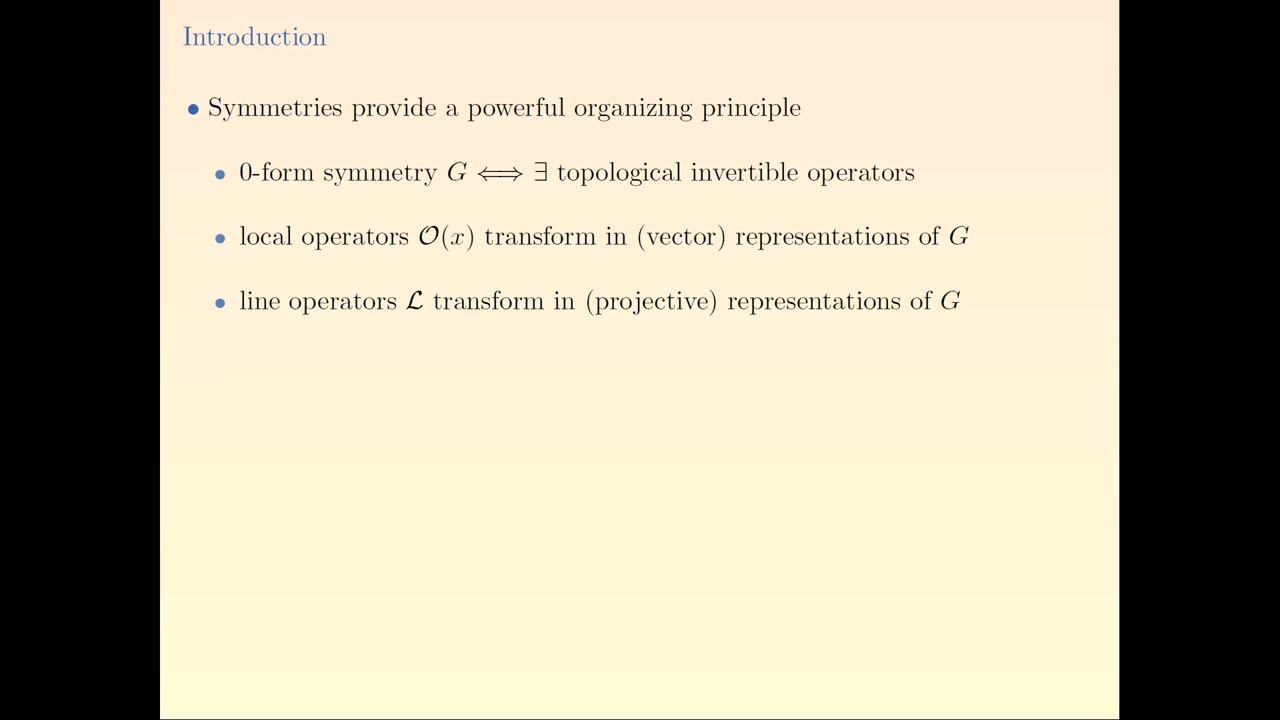 Introduction
• Symmetries provide a powerful organizing principle
• 0-form symmetry G ⟺ ∃ topological invertible operators
• local operators 𝒪(x) transform in (vector) representations of G
• line operators ℒ transform in (projective) representations of G